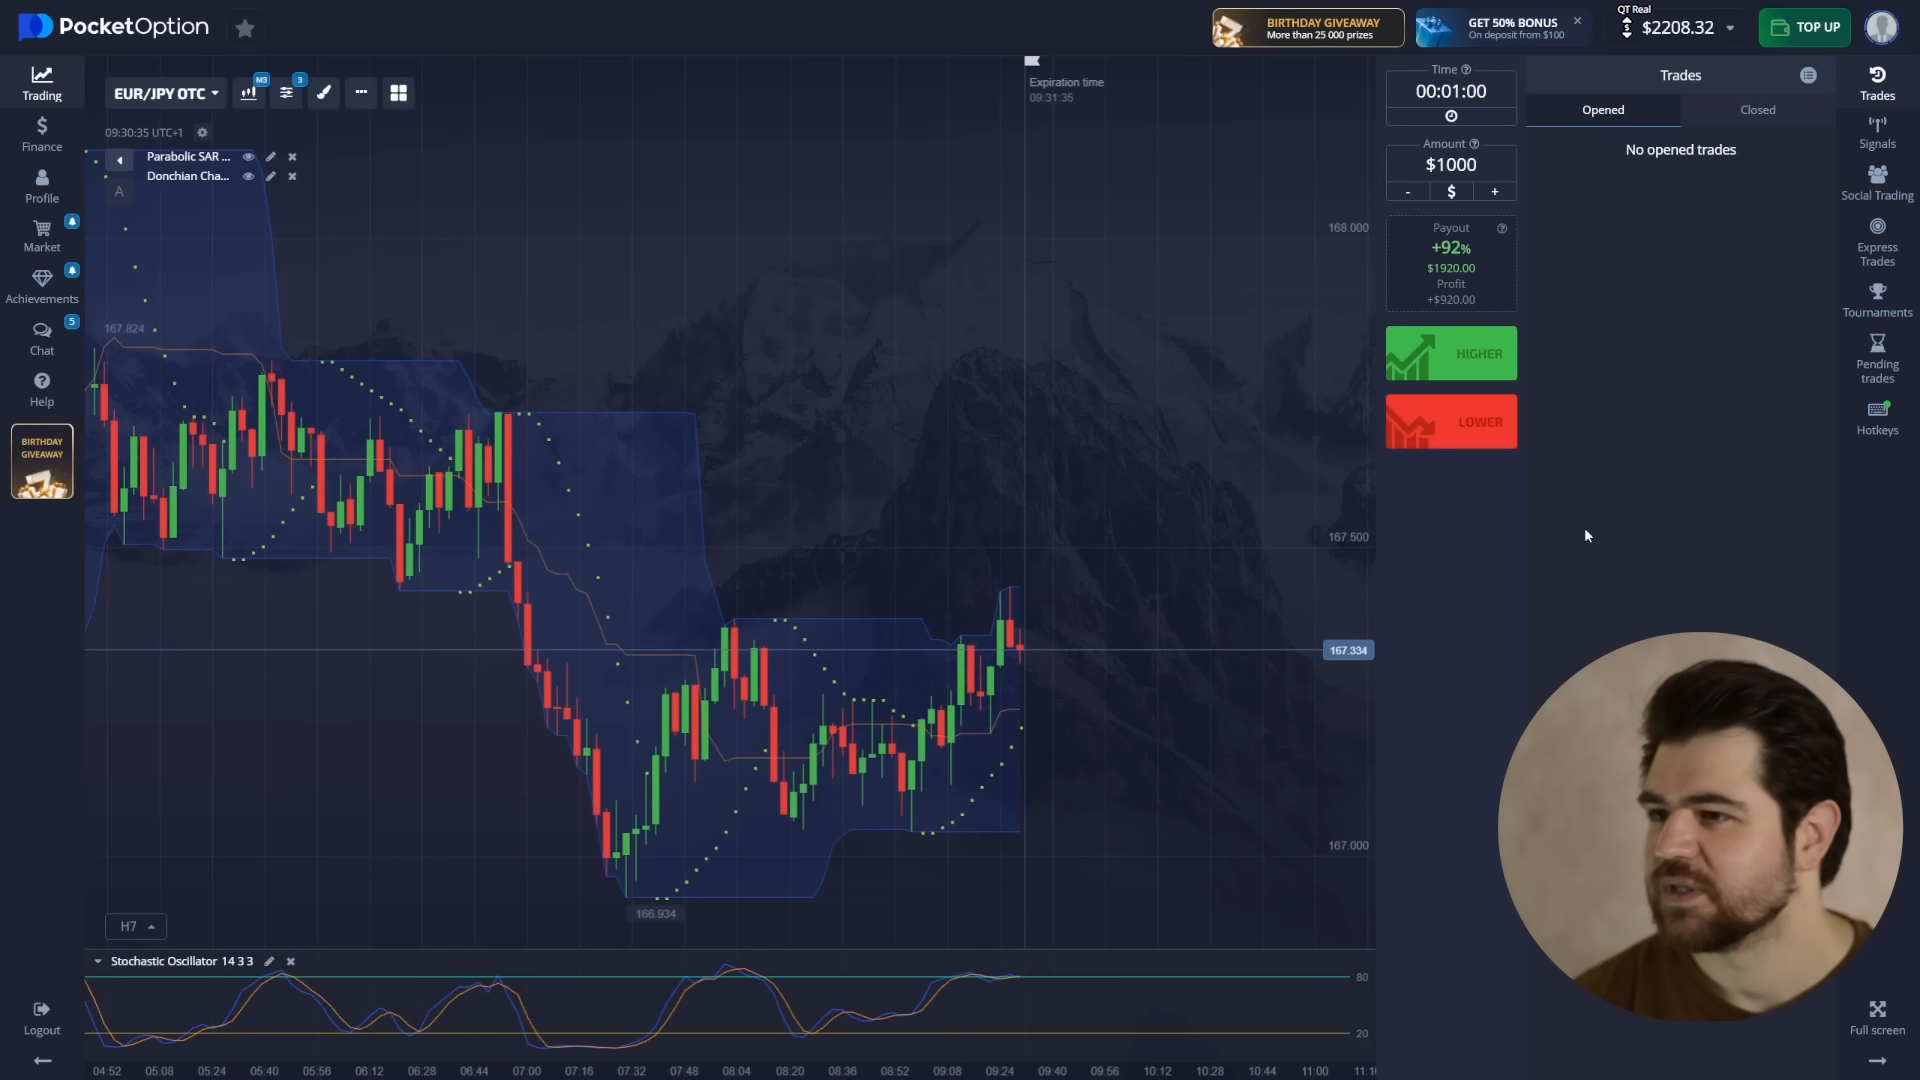 PocketOption
BIRTHDAY GIVEAWAY
More than 25 000 prizes
GET 50% BONUS
On deposit from $100
QT Real
$2208.32
TOP UP
Trading
Finance
Profile
Market
Achievements
5
Chat
Help
BIRTHDAY
GIVEAWAY
Logout
EUR/JPY OTC
M3
3
09:30:35 UTC+1
Parabolic SAR ...
Donchian Cha...
A
Expiration time
09:31:35
167.824
166.934
168.000
167.500
167.334
167.000
H7
Stochastic Oscillator 14 3 3
80
20
04:52 05:08 05:24 05:40 05:56 06:12 06:28 06:44 07:00 07:16 07:32 07:48 08:04 08:20 08:36 08:52 09:08 09:24 09:40 09:56 10:12 10:28 10:44 11:00
Time
00:01:00
Amount
$1000
- $ +
Payout
+92%
$1920.00
Profit
+$920.00
HIGHER
LOWER
Trades
Opened Closed
No opened trades
Trades
Signals
Social Trading
Express
Trades
Tournaments
Pending
trades
Hotkeys
Full screen